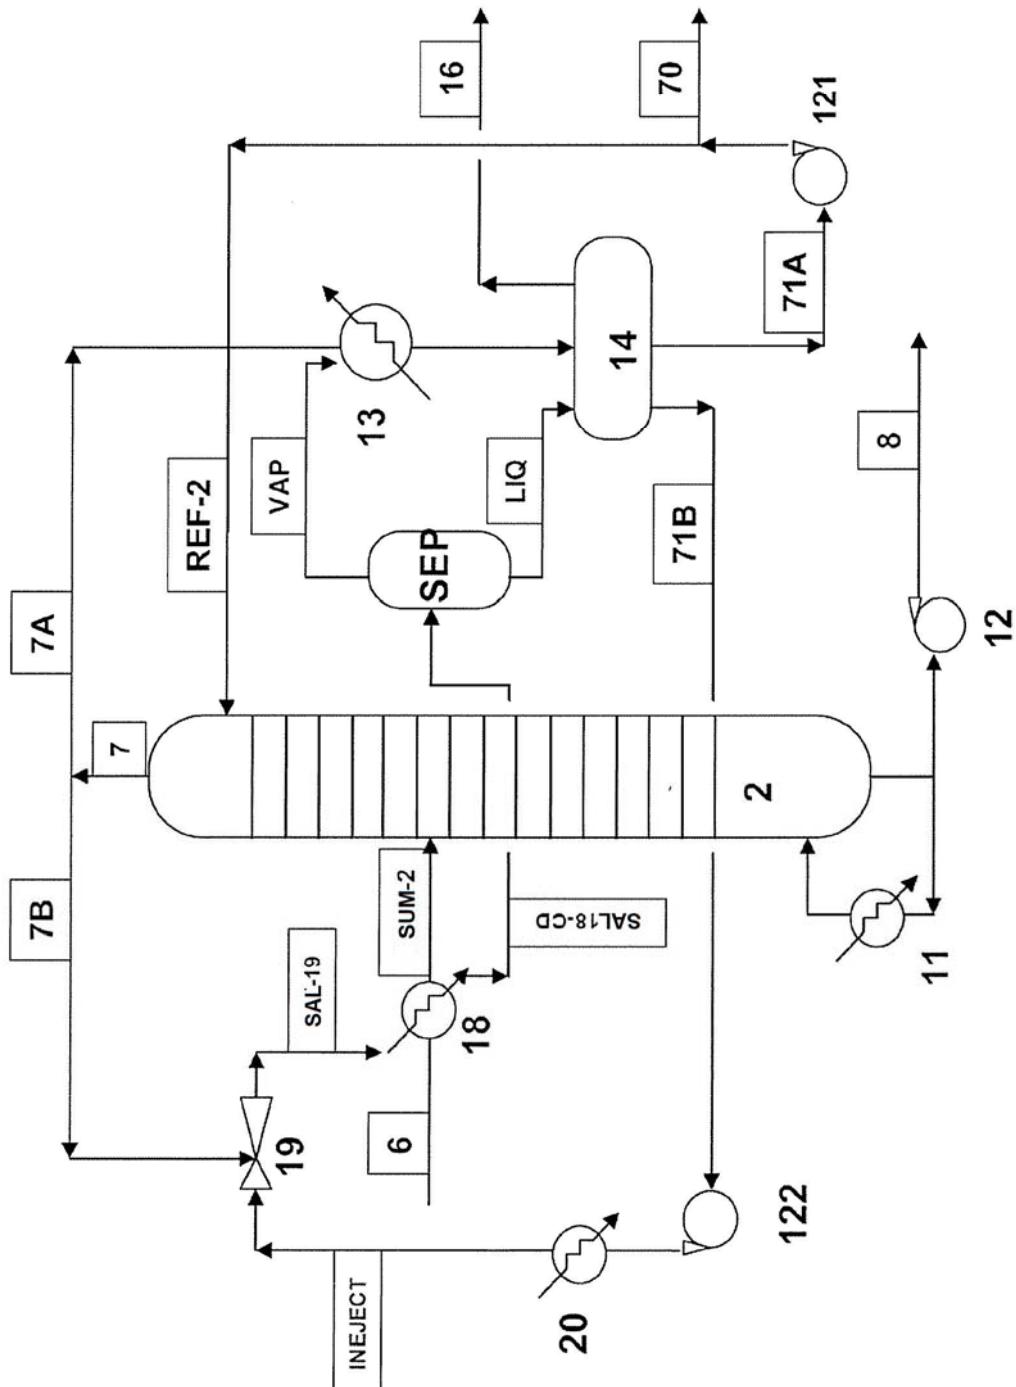 16
70
121
7A
REF-2
VAP
13
14
71A
LIQ
SEP
8
71B
7
12
2
7B
SUM-2
SAL-19
SAL18-CD
11
18
19
6
122
20
INEJECT